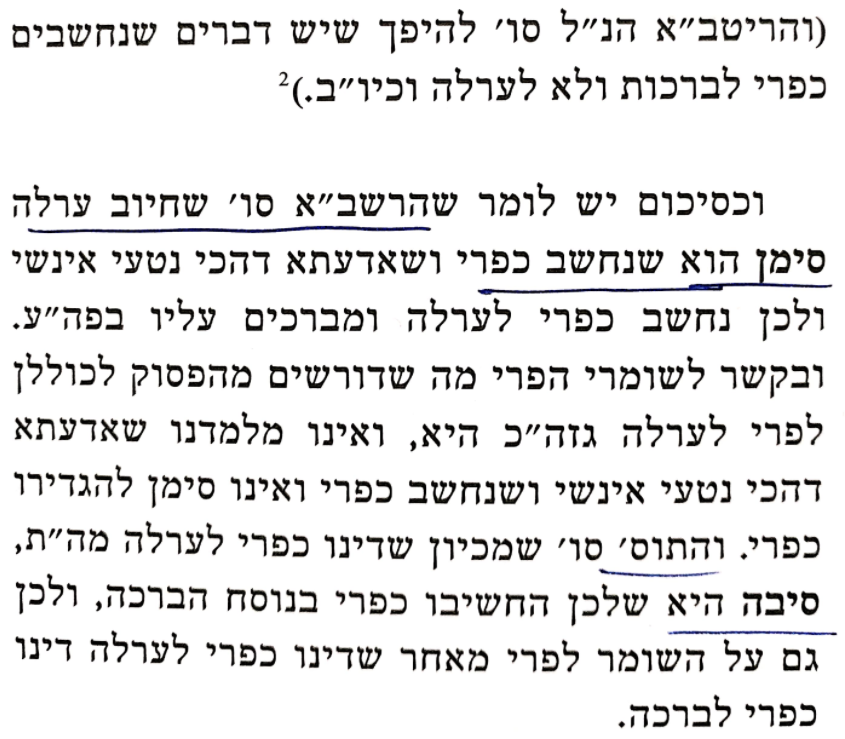 (והריטב״א הנ״ל סו׳ להיפך שיש דברים שנחשבים
כפרי לברכות ולא לערלה וכיו״ב.)²
וכסיכום יש לומר שהרשב״א סו׳ שחיוב ערלה
סימן הוא שנחשב כפרי ושאדעתא דהכי נטעי אינשי
ולכן נחשב כפרי לערלה ומברכים עליו בפה״ע.
ובקשר לשומרי הפרי מה שדורשים מהפסוק לכוללן
לפרי לערלה גזה״כ היא, ואינו מלמדנו שאדעתא
דהכי נטעי אינשי ושנחשב כפרי ואינו סימן להגדירו
כפרי. והתוס׳ סו׳ שמכיון שדינו כפרי לערלה מה״ת,
סיבה היא שלכן החשיבו כפרי בנוסח הברכה, ולכן
גם על השומר לפרי מאחר שדינו כפרי לערלה דינו
כפרי לברכה.